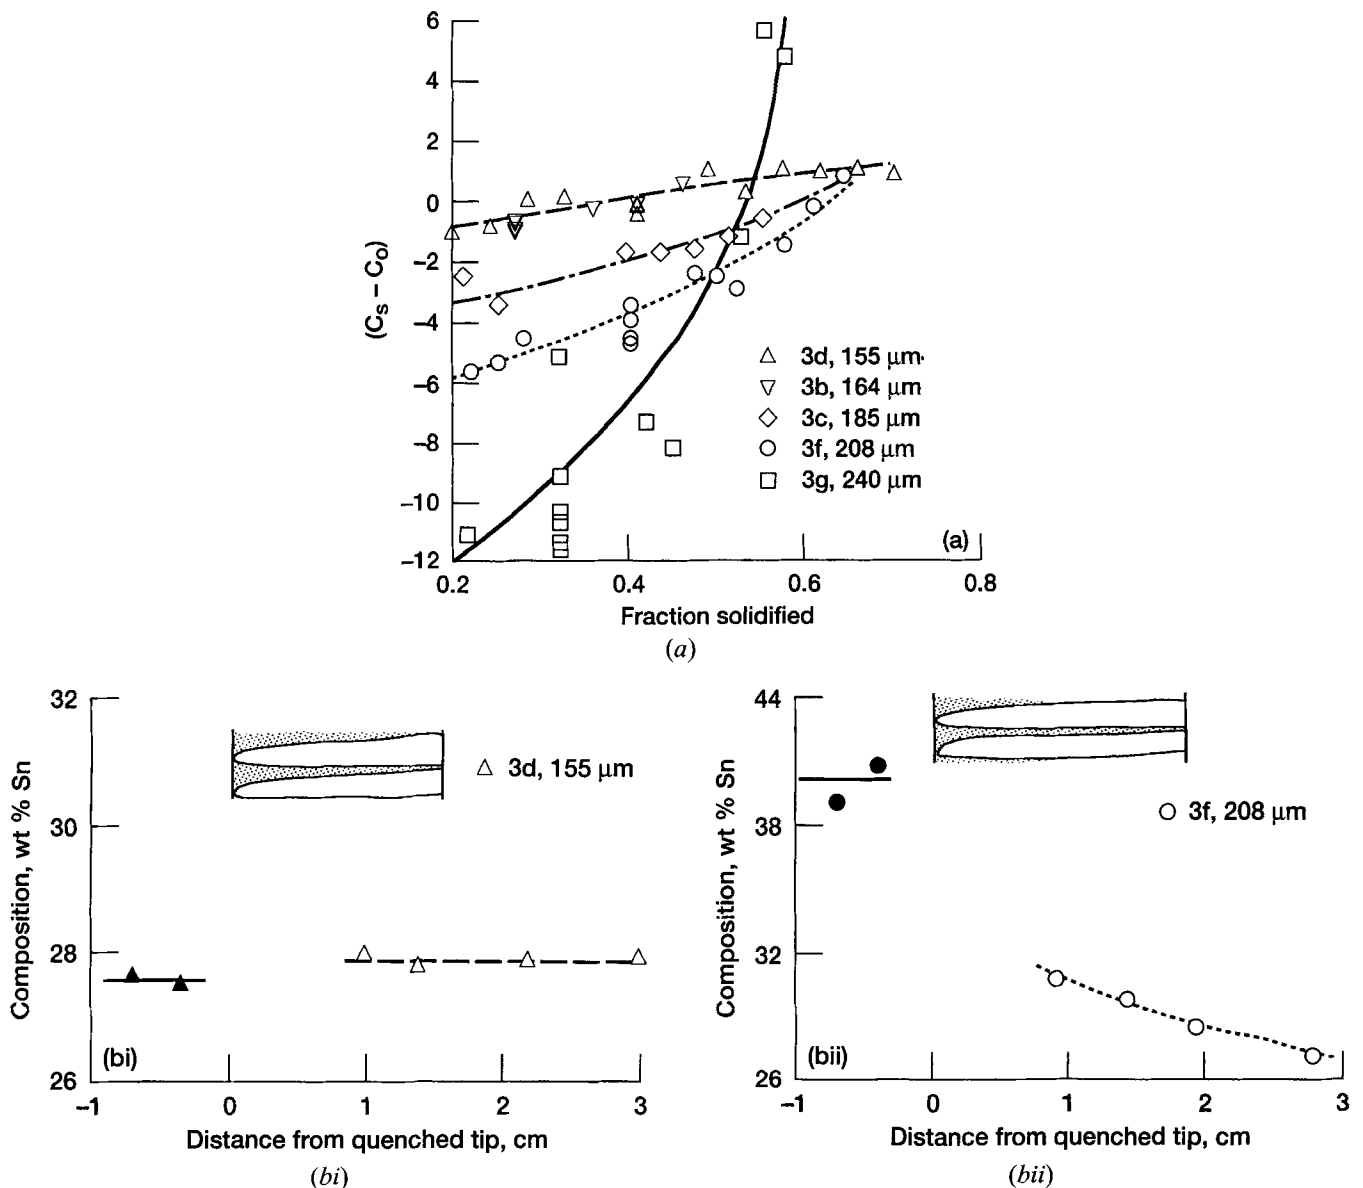 6
4
2
0
−2
−4
−6
−8
−10
−12
(Cs – Co)
3d, 155 μm
3b, 164 μm
3c, 185 μm
3f, 208 μm
3g, 240 μm
(a)
0.2 0.4 0.6 0.8
Fraction solidified
(a)
32
30
28
26
Composition, wt % Sn
3d, 155 μm
(bi)
−1 0 1 2 3
Distance from quenched tip, cm
(bi)
44
38
32
26
Composition, wt % Sn
3f, 208 μm
(bii)
−1 0 1 2 3
Distance from quenched tip, cm
(bii)